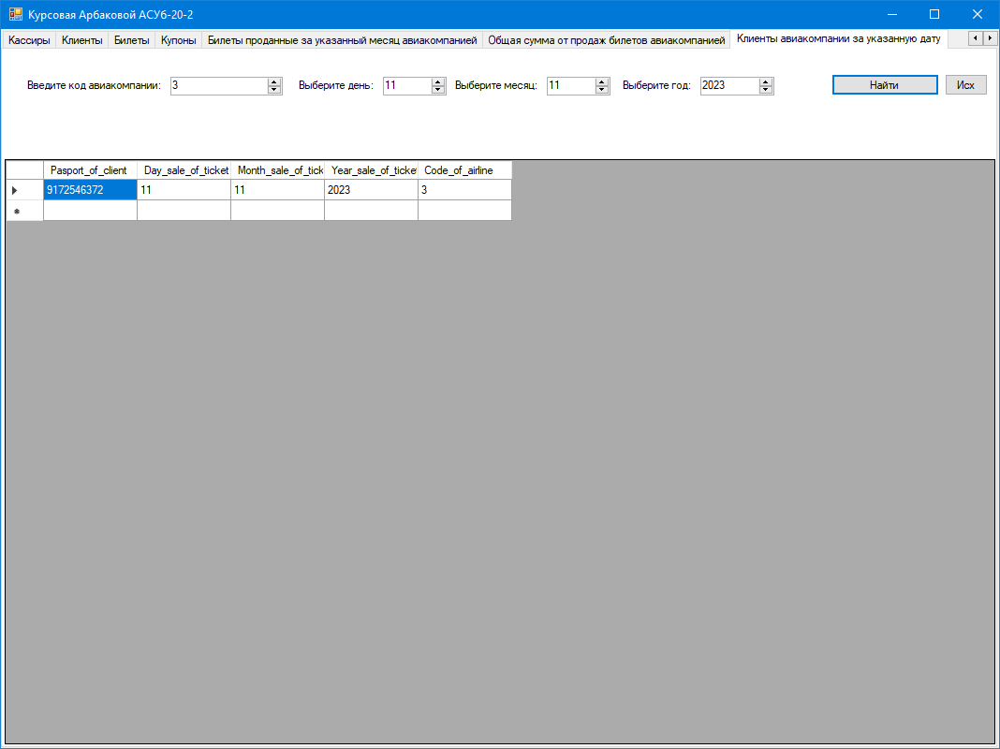 Курсовая Арбаковой АСУб-20-2
Кассиры Клиенты Билеты Купоны Билеты проданные за указанный месяц авиакомпанией Общая сумма от продаж билетов авиакомпанией Клиенты авиакомпании за указанную дату
Введите код авиакомпании: 3 Выберите день: 11 Выберите месяц: 11 Выберите год: 2023 Найти Исх
Pasport_of_client Day_sale_of_ticket Month_sale_of_tick Year_sale_of_ticket Code_of_airline
9172546372 11 11 2023 3